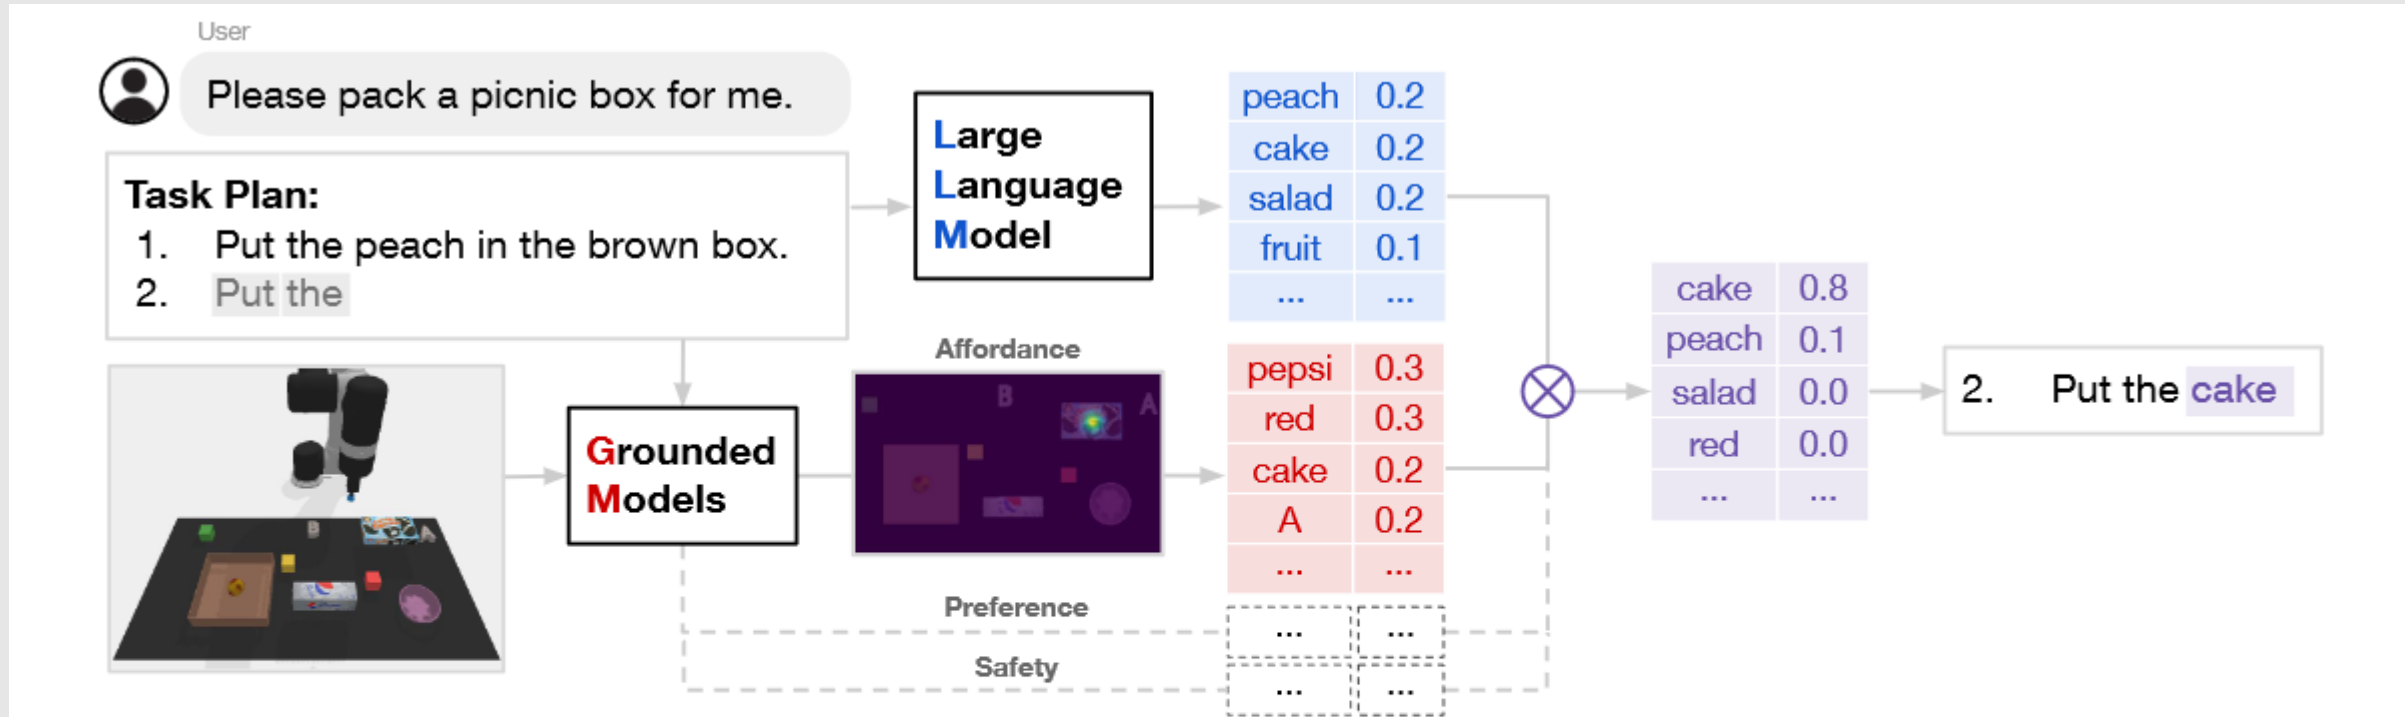 User
Please pack a picnic box for me.
Task Plan:
1. Put the peach in the brown box.
2. Put the
Large
Language
Model
peach 0.2
cake 0.2
salad 0.2
fruit 0.1
... ...
Grounded
Models
Affordance
B
A
B
A
pepsi 0.3
red 0.3
cake 0.2
A 0.2
... ...
Preference
... ...
Safety
... ...
cake 0.8
peach 0.1
salad 0.0
red 0.0
... ...
2. Put the cake